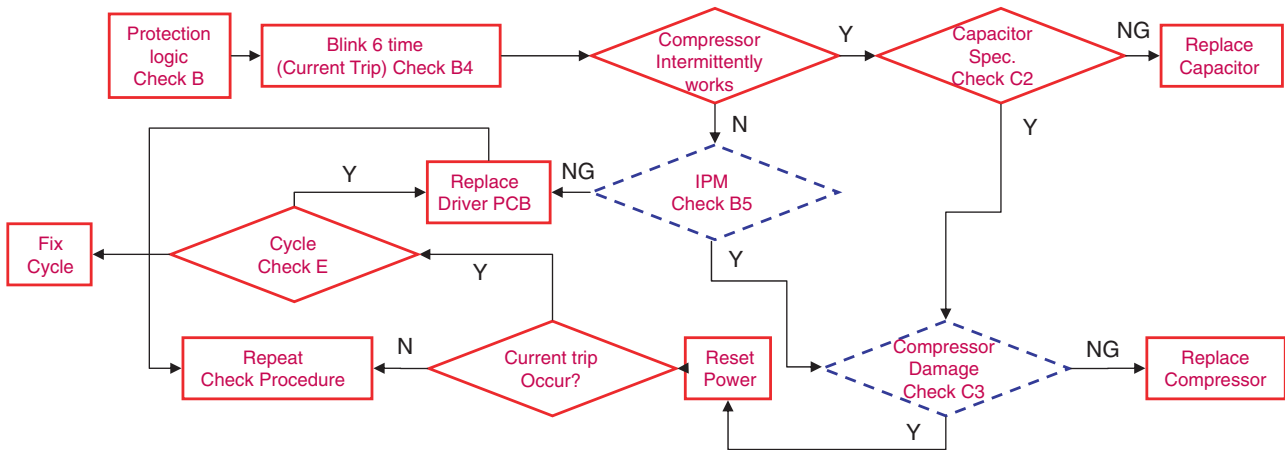 Protection
logic
Check B
Blink 6 time
(Current Trip) Check B4
Compressor
Intermittently
works
Y
Capacitor
Spec.
Check C2
NG
Replace
Capacitor
N
Y
Replace
Driver PCB
NG
IPM
Check B5
Y
Fix
Cycle
Cycle
Check E
Y
Y
Repeat
Check Procedure
N
Current trip
Occur?
Reset
Power
Compressor
Damage
Check C3
NG
Replace
Compressor
Y